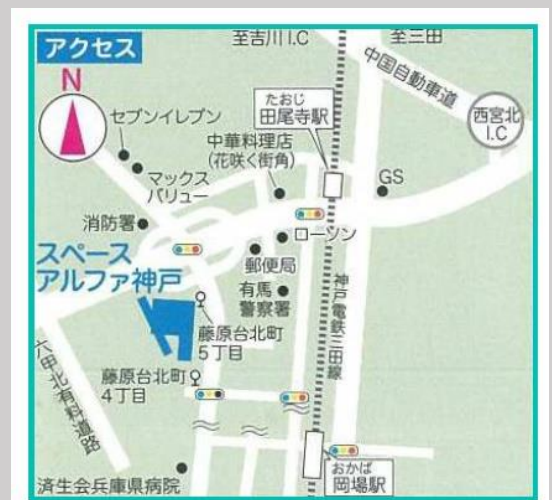 アクセス
至吉川I.C
至三田
中国自動車道
N
たおじ
田尾寺駅
西宮北
I.C
セブンイレブン
中華料理店
(花咲く街角)
マックス
バリュー
GS
消防署
ローソン
スペース
アルファ神戸
郵便局
有馬
警察署
神戸電鉄三田線
藤原台北町
5丁目
藤原台北町
4丁目
六甲北有料道路
おかば
岡場駅
済生会兵庫県病院